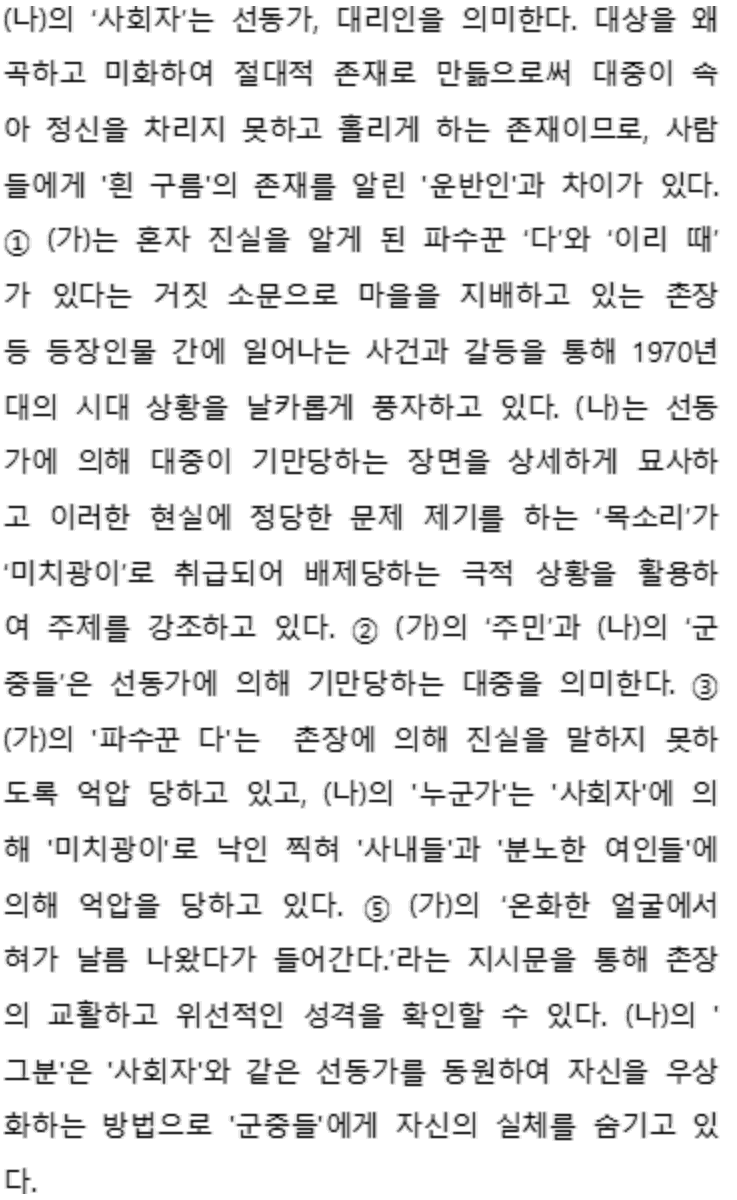 (나)의 '사회자'는 선동가, 대리인을 의미한다. 대상을 왜
곡하고 미화하여 절대적 존재로 만듦으로써 대중이 속
아 정신을 차리지 못하고 홀리게 하는 존재이므로, 사람
들에게 '흰 구름'의 존재를 알린 '운반인'과 차이가 있다.
① (가)는 혼자 진실을 알게 된 파수꾼 '다'와 '이리 떼'
가 있다는 거짓 소문으로 마을을 지배하고 있는 촌장
등 등장인물 간에 일어나는 사건과 갈등을 통해 1970년
대의 시대 상황을 날카롭게 풍자하고 있다. (나)는 선동
가에 의해 대중이 기만당하는 장면을 상세하게 묘사하
고 이러한 현실에 정당한 문제 제기를 하는 '목소리'가
'미치광이'로 취급되어 배제당하는 극적 상황을 활용하
여 주제를 강조하고 있다. ② (가)의 '주민'과 (나)의 '군
중들'은 선동가에 의해 기만당하는 대중을 의미한다. ③
(가)의 '파수꾼 다'는  촌장에 의해 진실을 말하지 못하
도록 억압 당하고 있고, (나)의 '누군가'는 '사회자'에 의
해 '미치광이'로 낙인 찍혀 '사내들'과 '분노한 여인들'에
의해 억압을 당하고 있다. ⑤ (가)의 '온화한 얼굴에서
혀가 날름 나왔다가 들어간다.'라는 지시문을 통해 촌장
의 교활하고 위선적인 성격을 확인할 수 있다. (나)의 '
그분'은 '사회자'와 같은 선동가를 동원하여 자신을 우상
화하는 방법으로 '군중들'에게 자신의 실체를 숨기고 있
다.